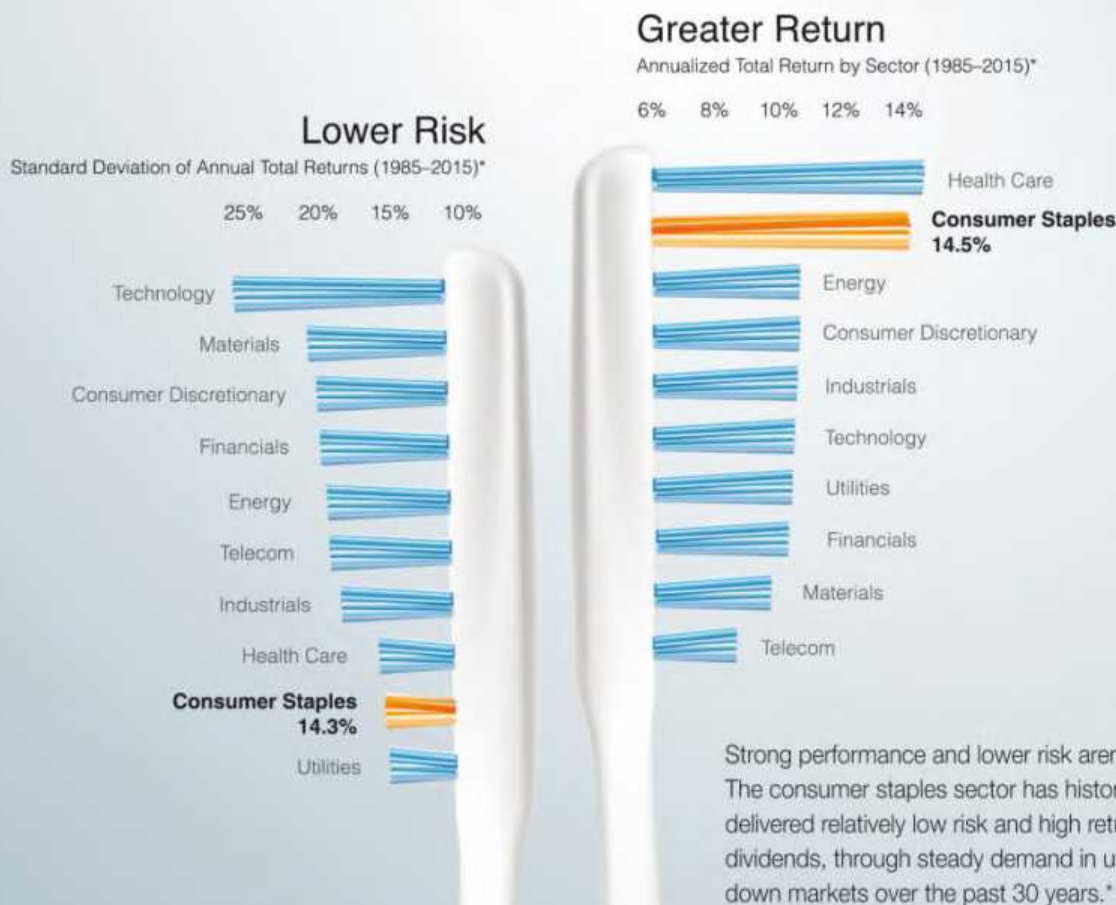 Greater Return
Annualized Total Return by Sector (1985–2015)*
6% 8% 10% 12% 14%
Health Care
Consumer Staples
14.5%
Energy
Consumer Discretionary
Industrials
Technology
Utilities
Financials
Materials
Telecom
Lower Risk
Standard Deviation of Annual Total Returns (1985–2015)*
25% 20% 15% 10%
Technology
Materials
Consumer Discretionary
Financials
Energy
Telecom
Industrials
Health Care
Consumer Staples
14.3%
Utilities
Strong performance and lower risk
The consumer staples sector has
delivered relatively low risk and high
dividends, through steady demand in
down markets over the past 30 years.*